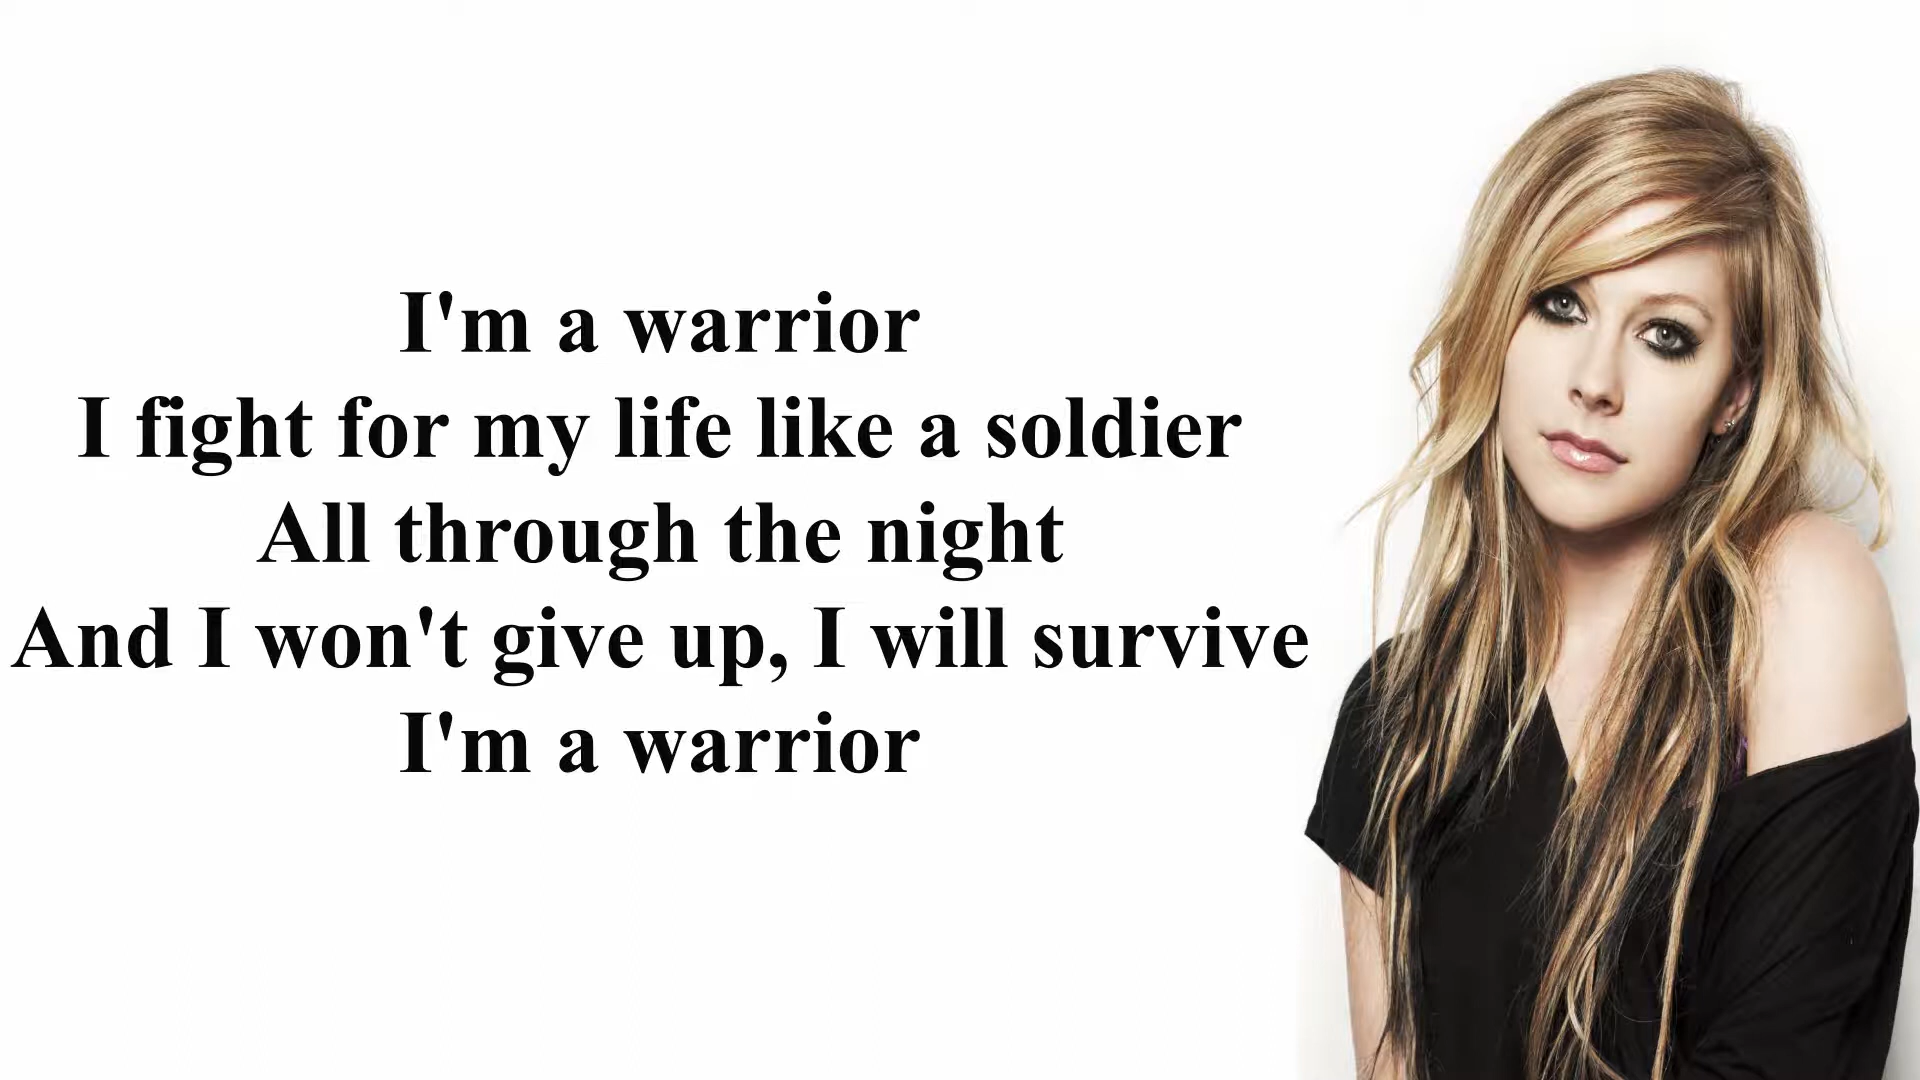 I'm a warrior
I fight for my life like a soldier
All through the night
And I won't give up, I will survive
I'm a warrior